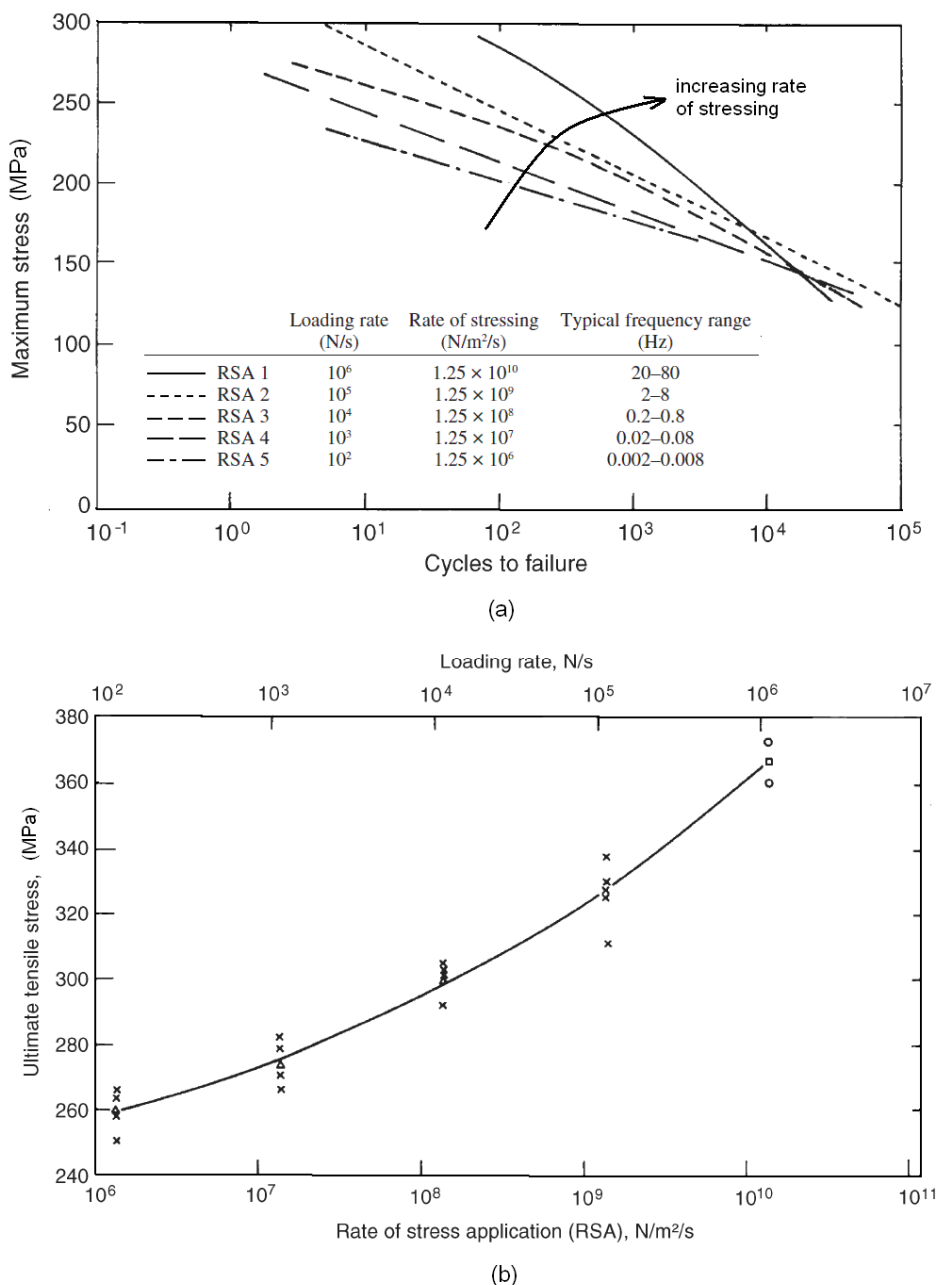 300
250
200
150
100
50
0
Maximum stress (MPa)
increasing rate
of stressing
Loading rate Rate of stressing Typical frequency range
(N/s) (N/m²/s) (Hz)
RSA 1 10⁶ 1.25 × 10¹⁰ 20–80
RSA 2 10⁵ 1.25 × 10⁹ 2–8
RSA 3 10⁴ 1.25 × 10⁸ 0.2–0.8
RSA 4 10³ 1.25 × 10⁷ 0.02–0.08
RSA 5 10² 1.25 × 10⁶ 0.002–0.008
10⁻¹ 10⁰ 10¹ 10² 10³ 10⁴ 10⁵
Cycles to failure
(a)
Loading rate, N/s
10² 10³ 10⁴ 10⁵ 10⁶ 10⁷
380
360
340
320
300
280
260
240
Ultimate tensile stress, (MPa)
10⁶ 10⁷ 10⁸ 10⁹ 10¹⁰ 10¹¹
Rate of stress application (RSA), N/m²/s
(b)